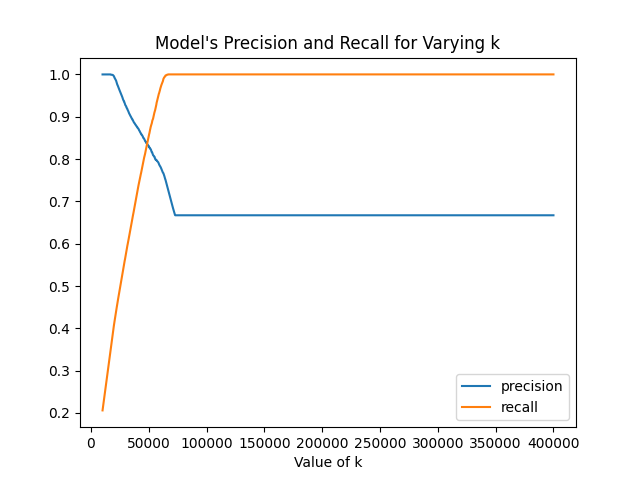 Model's Precision and Recall for Varying k
1.0
0.9
0.8
0.7
0.6
0.5
0.4
0.3
0.2
precision
recall
0 50000 100000 150000 200000 250000 300000 350000 400000
Value of k